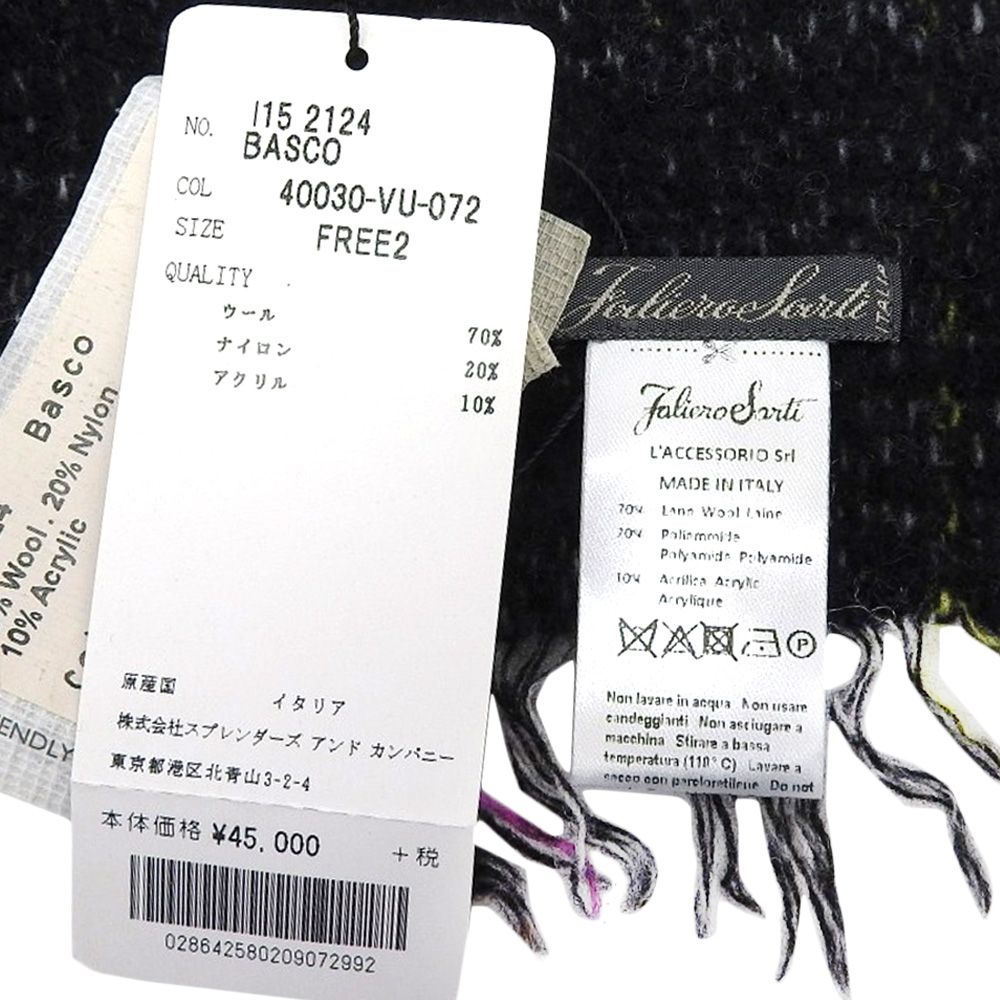 NO. I15 2124
BASCO
COL 40030-VU-072
SIZE FREE2
QUALITY
ウール 70%
ナイロン 20%
アクリル 10%
原産国 イタリア
株式会社スプレンダーズ アンド カンパニー
東京都港区北青山3-2-4
本体価格 ¥45,000 +税
028642580209072992
Basco
% Wool. 20% Nylon
10% Acrylic
ENDLY
Faliero Sarti ITALIA
Faliero Sarti
L'ACCESSORIO Srl
MADE IN ITALY
70% Lana Wool Laine
20% Poliammide
Polyamide Polyamide
10% Acrilica Acrylic
Acrylique
P
Non lavare in acqua. Non usare
candeggianti. Non asciugare a
macchina. Stirare a bassa
temperatura (110° C). Lavare a
secco con percloretilene. Do not